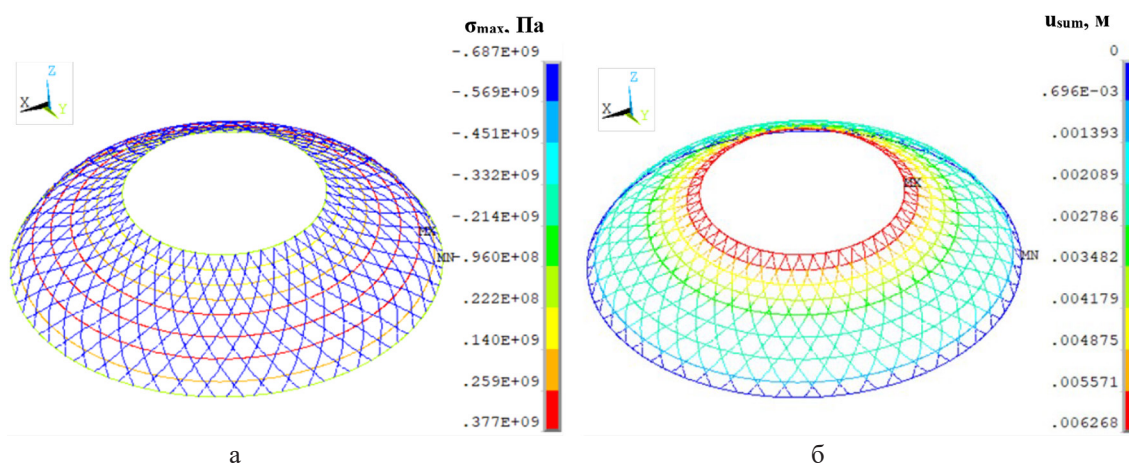 σmax, Па
-.687E+09
-.569E+09
-.451E+09
-.332E+09
-.214E+09
-.960E+08
.222E+08
.140E+09
.259E+09
.377E+09
Z
X
Y
MX
MN
а
usum, м
0
.696E-03
.001393
.002089
.002786
.003482
.004179
.004875
.005571
.006268
Z
X
Y
MX
MN
б